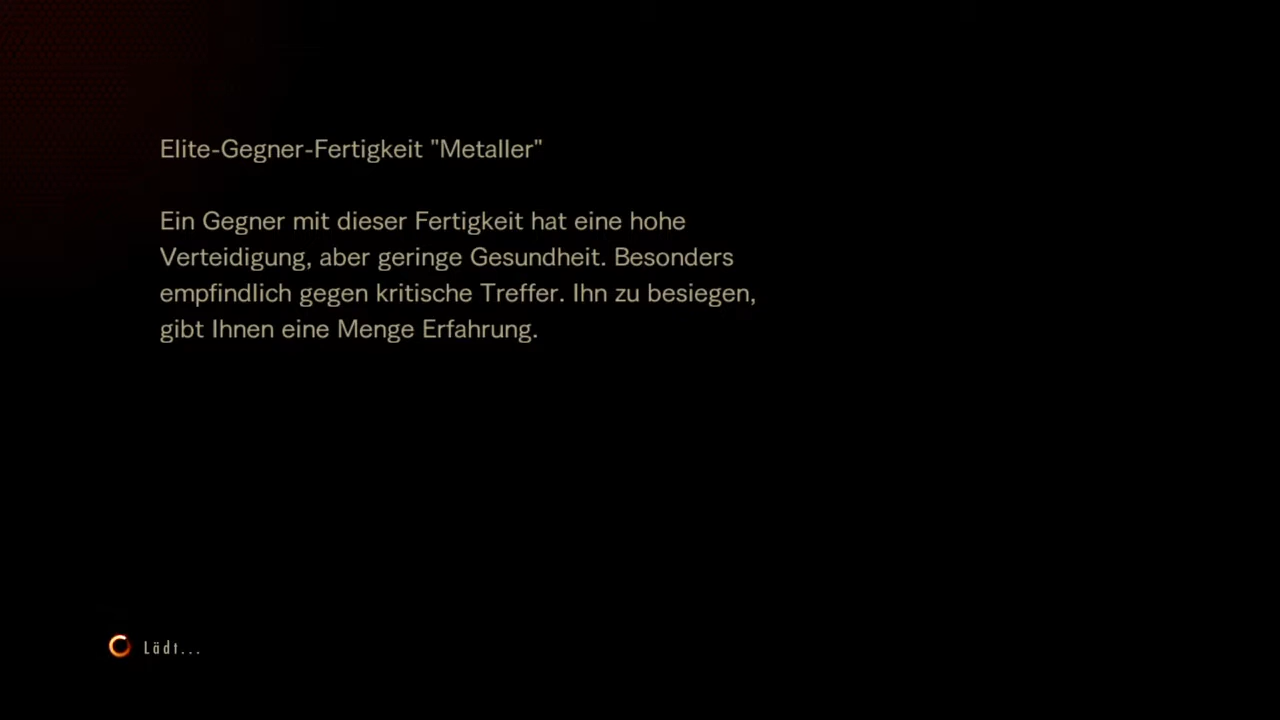 Elite-Gegner-Fertigkeit "Metaller"
Ein Gegner mit dieser Fertigkeit hat eine hohe
Verteidigung, aber geringe Gesundheit. Besonders
empfindlich gegen kritische Treffer. Ihn zu besiegen,
gibt Ihnen eine Menge Erfahrung.
Lädt...